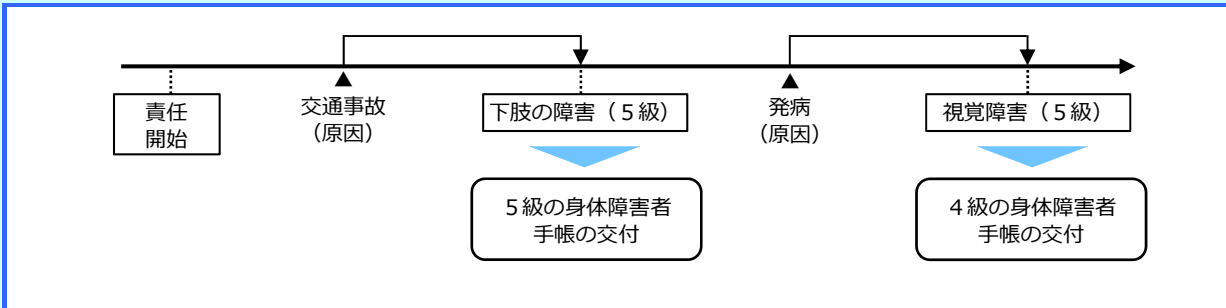 責任
開始
交通事故
（原因）
下肢の障害（５級）
５級の身体障害者
手帳の交付
発病
（原因）
視覚障害（５級）
４級の身体障害者
手帳の交付